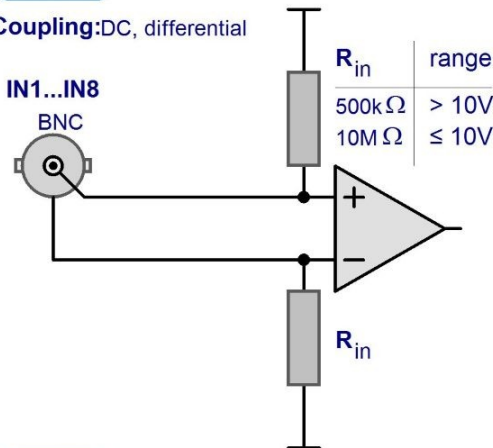 Coupling:DC, differential
IN1...IN8
BNC
Rin range
500kΩ > 10V
10MΩ ≤ 10V
+
−
Rin